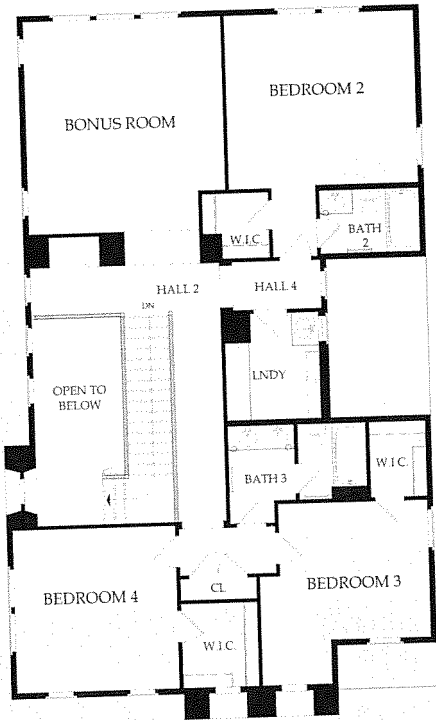 BEDROOM 2
BONUS ROOM
W.I.C.
BATH
2
HALL 2
HALL 4
DN
LNDY
OPEN TO
BELOW
BATH 3
W.I.C.
CL
BEDROOM 3
BEDROOM 4
W.I.C.